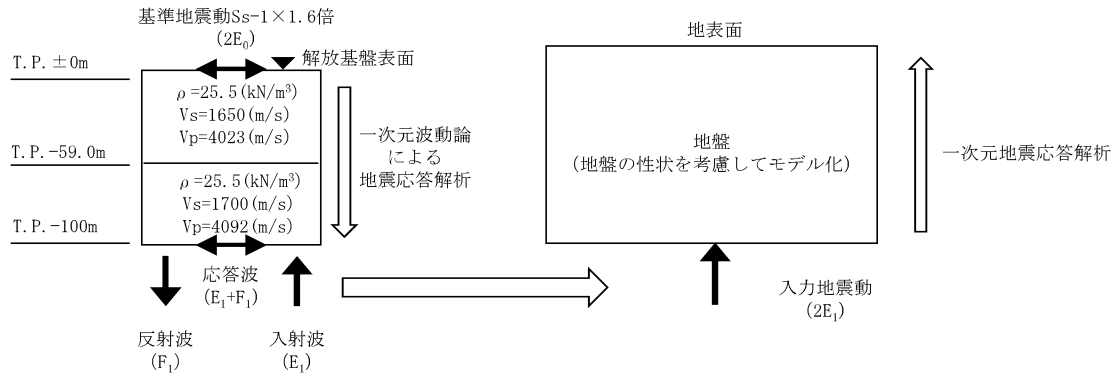 基準地震動Ss-1×1.6倍
(2E₀)
T.P.±0m
解放基盤表面
ρ=25.5(kN/m³)
Vs=1650(m/s)
Vp=4023(m/s)
T.P.-59.0m
ρ=25.5(kN/m³)
Vs=1700(m/s)
Vp=4092(m/s)
T.P.-100m
一次元波動論
による
地震応答解析
応答波
(E₁+F₁)
反射波
(F₁)
入射波
(E₁)
地表面
地盤
(地盤の性状を考慮してモデル化)
一次元地震応答解析
入力地震動
(2E₁)